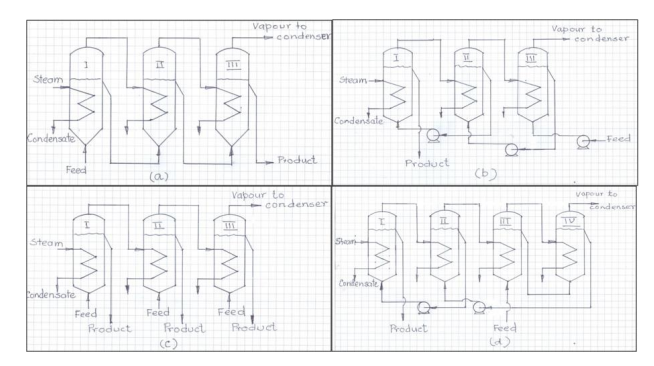 Vapour to
condmser
I
II
III
Steam
Condensate
Feed
Product
(a)
Vapour to
condenser
I
II
III
Steam
Condensate
Feed
Product
(b)
Vapour to
condenser
I
II
III
Steam
Condensate
Feed
Feed
Feed
Product
Product
Product
(c)
Vapour to
condenser
I
II
III
IV
Steam
Condensate
Product
Feed
(d)